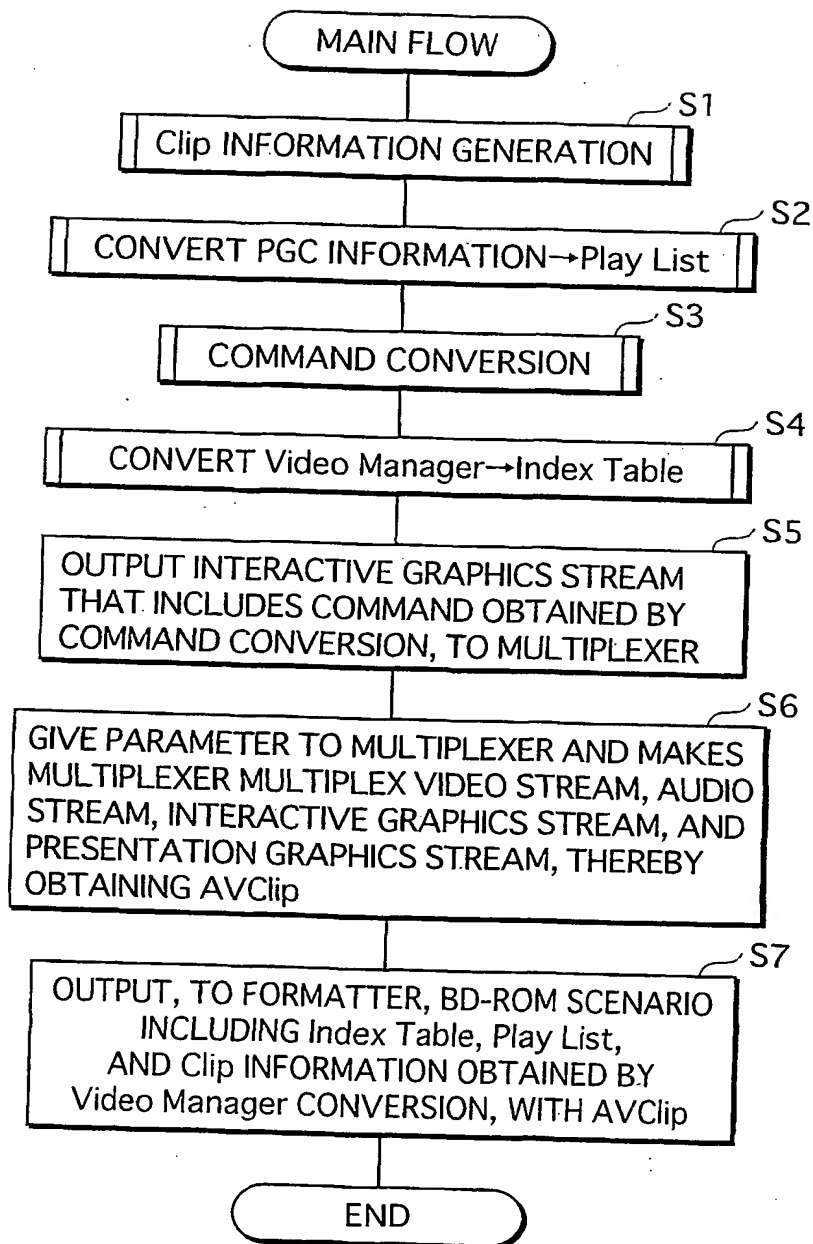 MAIN FLOW
S1
Clip INFORMATION GENERATION
S2
CONVERT PGC INFORMATION→Play List
S3
COMMAND CONVERSION
S4
CONVERT Video Manager→Index Table
S5
OUTPUT INTERACTIVE GRAPHICS STREAM
THAT INCLUDES COMMAND OBTAINED BY
COMMAND CONVERSION, TO MULTIPLEXER
S6
GIVE PARAMETER TO MULTIPLEXER AND MAKES
MULTIPLEXER MULTIPLEX VIDEO STREAM, AUDIO
STREAM, INTERACTIVE GRAPHICS STREAM, AND
PRESENTATION GRAPHICS STREAM, THEREBY
OBTAINING AVClip
S7
OUTPUT, TO FORMATTER, BD-ROM SCENARIO
INCLUDING Index Table, Play List,
AND Clip INFORMATION OBTAINED BY
Video Manager CONVERSION, WITH AVClip
END